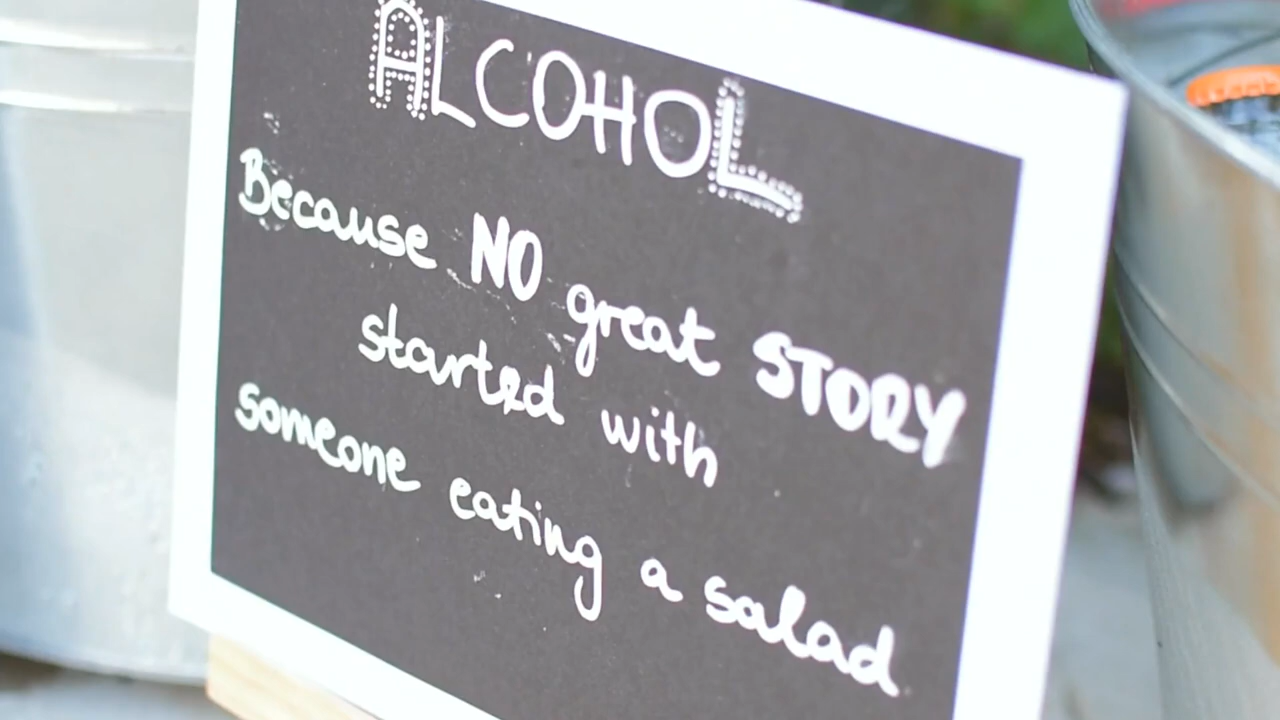 ALCOHOL
Because NO great STORY
started with
someone eating a salad